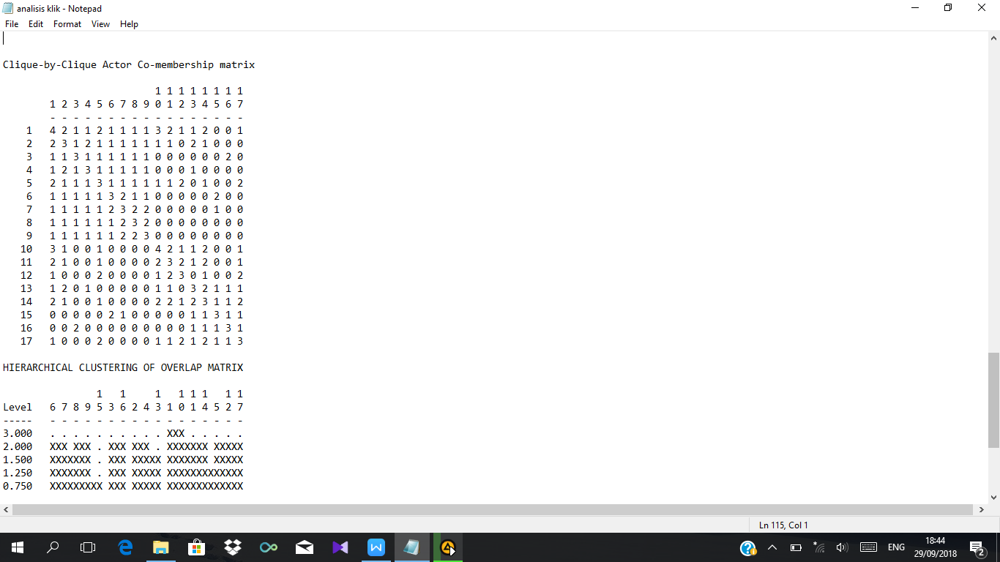 analisis klik - Notepad
File Edit Format View Help
Clique-by-Clique Actor Co-membership matrix
                          1 1 1 1 1 1 1 1
        1 2 3 4 5 6 7 8 9 0 1 2 3 4 5 6 7
        - - - - - - - - - - - - - - - - -
    1   4 2 1 1 2 1 1 1 1 3 2 1 1 2 0 0 1
    2   2 3 1 2 1 1 1 1 1 1 1 0 2 1 0 0 0
    3   1 1 3 1 1 1 1 1 1 0 0 0 0 0 0 2 0
    4   1 2 1 3 1 1 1 1 1 0 0 0 1 0 0 0 0
    5   2 1 1 1 3 1 1 1 1 1 1 2 0 1 0 0 2
    6   1 1 1 1 1 3 2 1 1 0 0 0 0 0 2 0 0
    7   1 1 1 1 1 2 3 2 2 0 0 0 0 0 1 0 0
    8   1 1 1 1 1 1 2 3 2 0 0 0 0 0 0 0 0
    9   1 1 1 1 1 1 2 2 3 0 0 0 0 0 0 0 0
   10   3 1 0 0 1 0 0 0 0 4 2 1 1 2 0 0 1
   11   2 1 0 0 1 0 0 0 0 2 3 2 1 2 0 0 1
   12   1 0 0 0 2 0 0 0 0 1 2 3 0 1 0 0 2
   13   1 2 0 1 0 0 0 0 0 1 1 0 3 2 1 1 1
   14   2 1 0 0 1 0 0 0 0 2 2 1 2 3 1 1 2
   15   0 0 0 0 0 2 1 0 0 0 0 0 1 1 3 1 1
   16   0 0 2 0 0 0 0 0 0 0 0 0 1 1 1 3 1
   17   1 0 0 0 2 0 0 0 0 1 1 2 1 2 1 1 3
HIERARCHICAL CLUSTERING OF OVERLAP MATRIX
                1   1     1   1 1 1   1 1
Level   6 7 8 9 5 3 6 2 4 3 1 0 1 4 5 2 7
-----   - - - - - - - - - - - - - - - - -
3.000   . . . . . . . . . . XXX . . . . .
2.000   XXX XXX . XXX XXX . XXXXXXX XXXXX
1.500   XXXXXXX . XXX XXXXX XXXXXXX XXXXX
1.250   XXXXXXX . XXX XXXXX XXXXXXXXXXXXX
0.750   XXXXXXXXX XXX XXXXX XXXXXXXXXXXXX
Ln 115, Col 1
ENG
18:44
29/09/2018
2